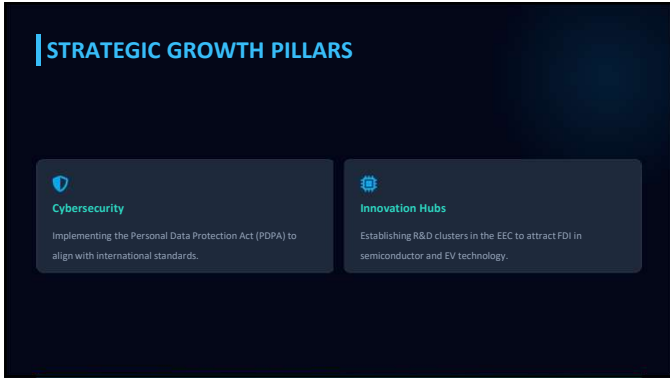 STRATEGIC GROWTH PILLARS
Cybersecurity
Implementing the Personal Data Protection Act (PDPA) to
align with international standards.
Innovation Hubs
Establishing R&D clusters in the EEC to attract FDI in
semiconductor and EV technology.